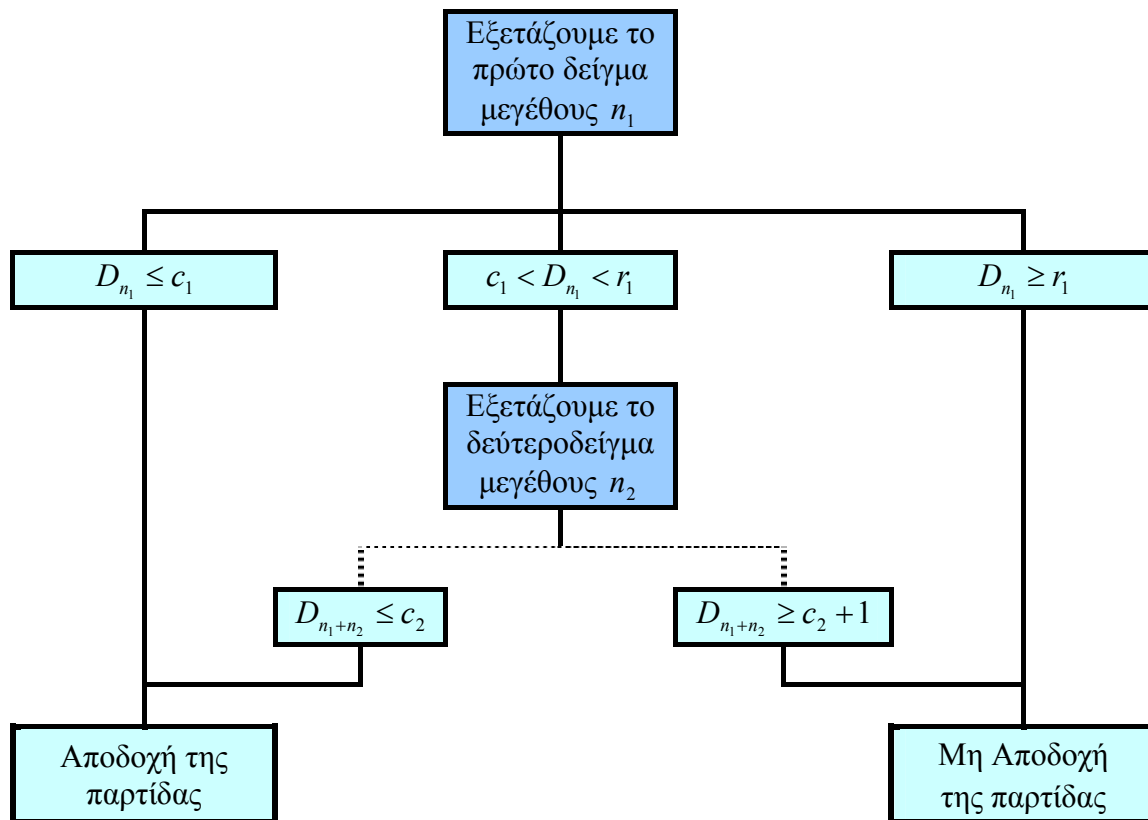 Εξετάζουμε το
πρώτο δείγμα
μεγέθους n₁
D_{n₁} ≤ c₁
c₁ < D_{n₁} < r₁
D_{n₁} ≥ r₁
Εξετάζουμε το
δεύτεροδείγμα
μεγέθους n₂
D_{n₁+n₂} ≤ c₂
D_{n₁+n₂} ≥ c₂ + 1
Αποδοχή της
παρτίδας
Μη Αποδοχή
της παρτίδας